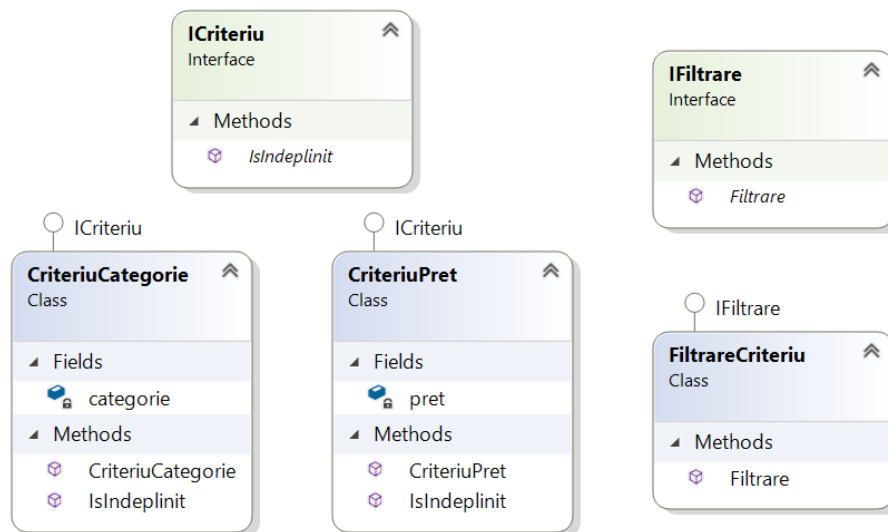 ICriteriu
Interface
Methods
IsIndeplinit
IFiltrare
Interface
Methods
Filtrare
ICriteriu
CriteriuCategorie
Class
Fields
categorie
Methods
CriteriuCategorie
IsIndeplinit
ICriteriu
CriteriuPret
Class
Fields
pret
Methods
CriteriuPret
IsIndeplinit
IFiltrare
FiltrareCriteriu
Class
Methods
Filtrare